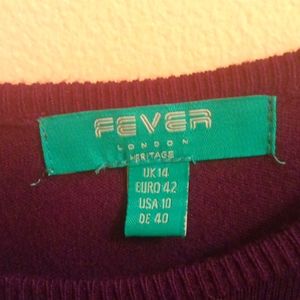 FEVER
LONDON
HERITAGE
UK 14
EURO 42
USA 10
DE 40